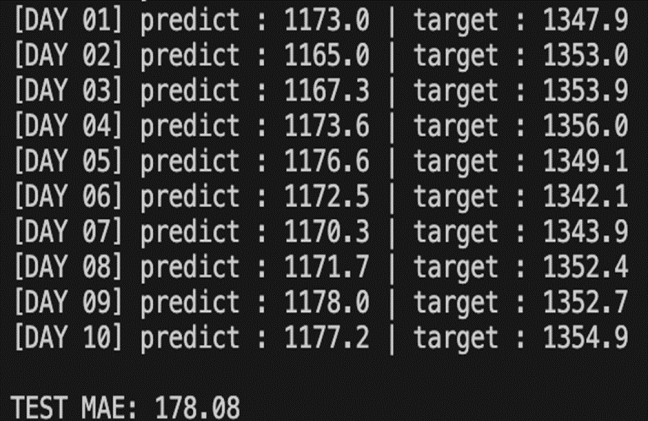 [DAY 01] predict : 1173.0 | target : 1347.9
[DAY 02] predict : 1165.0 | target : 1353.0
[DAY 03] predict : 1167.3 | target : 1353.9
[DAY 04] predict : 1173.6 | target : 1356.0
[DAY 05] predict : 1176.6 | target : 1349.1
[DAY 06] predict : 1172.5 | target : 1342.1
[DAY 07] predict : 1170.3 | target : 1343.9
[DAY 08] predict : 1171.7 | target : 1352.4
[DAY 09] predict : 1178.0 | target : 1352.7
[DAY 10] predict : 1177.2 | target : 1354.9
TEST MAE: 178.08